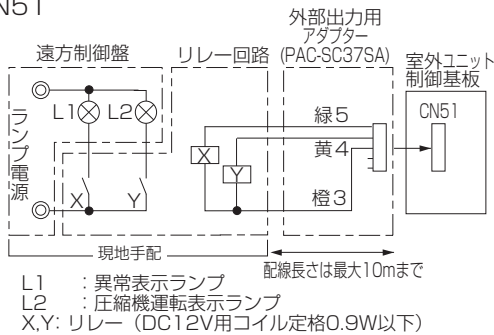 N51
外部出力用
アダプター
(PAC-SC37SA)
遠方制御盤
リレー回路
室外ユニット
制御基板
CN51
L1
L2
ランプ電源
緑5
黄4
橙3
X
Y
X
Y
現地手配
配線長さは最大10mまで
L1 :異常表示ランプ
L2 :圧縮機運転表示ランプ
X,Y: リレー(DC12V用コイル定格0.9W以下)